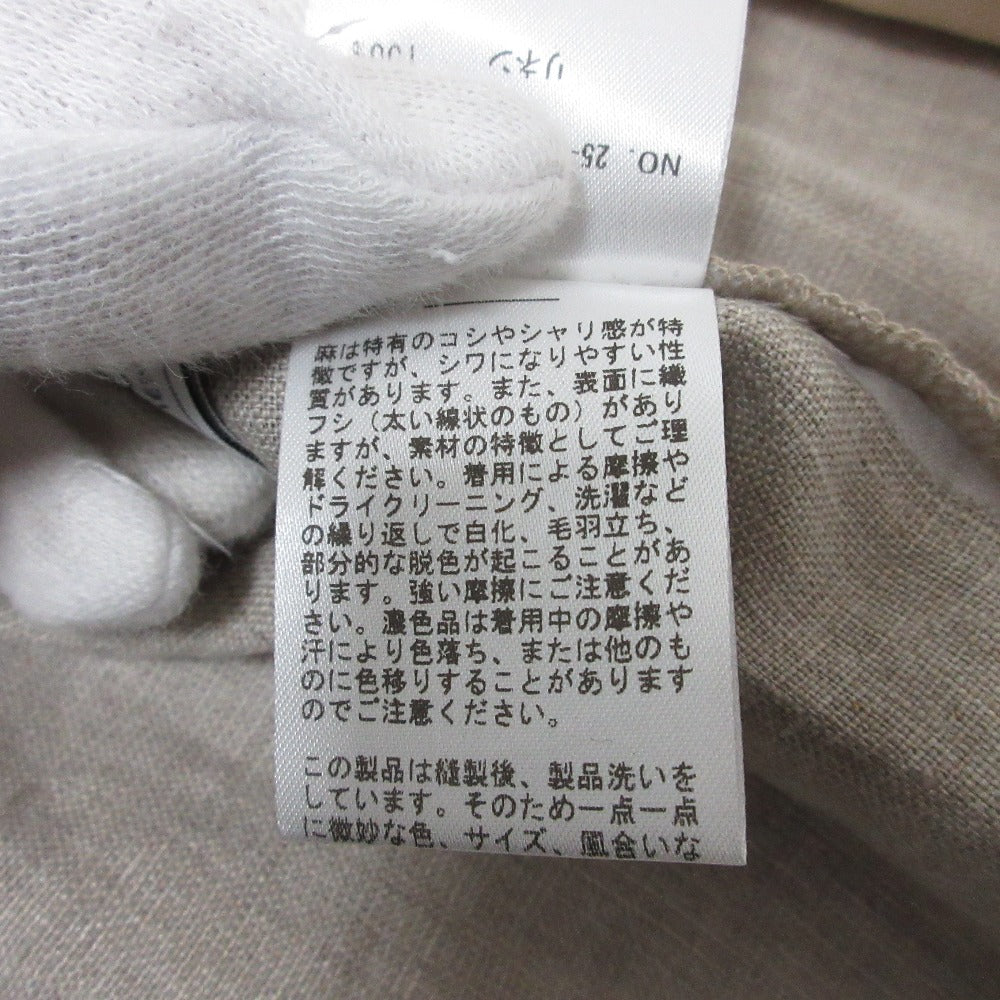 リネン 100%
NO. 25-
麻は特有のコシやシャリ感が特
徴ですが、シワになりやすい性
質があります。また、表面に繊
フシ（太い線状のもの）があり
ますが、素材の特徴としてご理
解ください。着用による摩擦や
ドライクリーニング、洗濯など
の繰り返しで白化、毛羽立ち、
部分的な脱色が起こることがあ
ります。強い摩擦にご注意くだ
さい。濃色品は着用中の摩擦や
汗により色落ち、または他のも
のに色移りすることがあります
のでご注意ください。
この製品は縫製後、製品洗いを
しています。そのため一点一点
に微妙な色、サイズ、風合いな